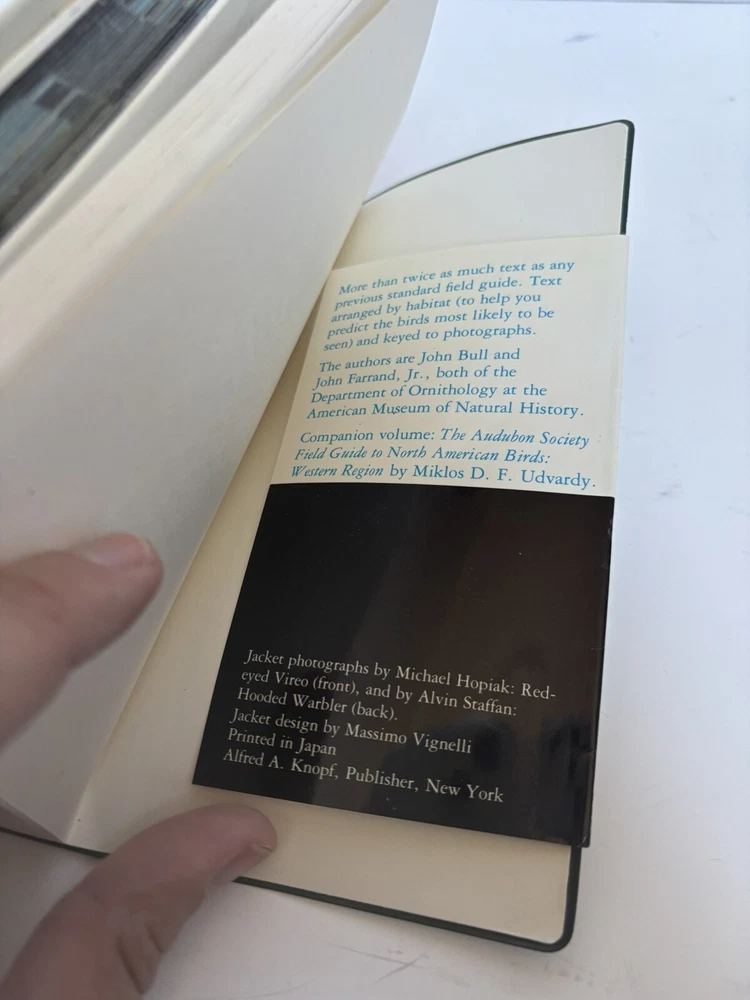 More than twice as much text as any
previous standard field guide. Text
arranged by habitat (to help you
predict the birds most likely to be
seen) and keyed to photographs.
The authors are John Bull and
John Farrand, Jr., both of the
Department of Ornithology at the
American Museum of Natural History.
Companion volume: The Audubon Society
Field Guide to North American Birds:
Western Region by Miklos D. F. Udvardy.
Jacket photographs by Michael Hopiak: Red-
eyed Vireo (front), and by Alvin Staffan:
Hooded Warbler (back).
Jacket design by Massimo Vignelli
Printed in Japan
Alfred A. Knopf, Publisher, New York